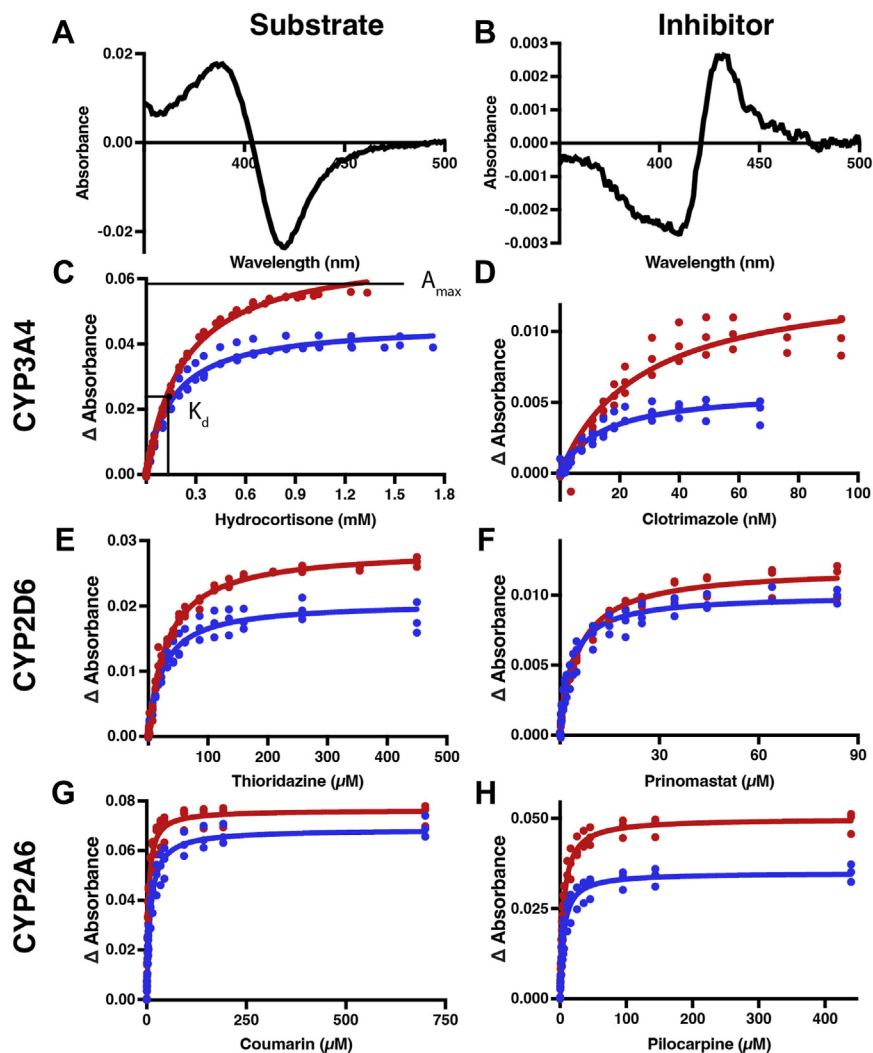 Substrate
Inhibitor
A
0.02
0.00
-0.02
Absorbance
400
450
500
Wavelength (nm)
B
0.003
0.002
0.001
0.000
-0.001
-0.002
-0.003
Absorbance
400
450
500
Wavelength (nm)
CYP3A4
C
0.06
0.04
0.02
0.00
Δ Absorbance
Amax
Kd
0.3
0.6
0.9
1.2
1.5
1.8
Hydrocortisone (mM)
D
0.010
0.005
0.000
Δ Absorbance
20
40
60
80
100
Clotrimazole (nM)
CYP2D6
E
0.03
0.02
0.01
0.00
Δ Absorbance
100
200
300
400
500
Thioridazine (µM)
F
0.010
0.005
0.000
Δ Absorbance
30
60
90
Prinomastat (µM)
CYP2A6
G
0.08
0.06
0.04
0.02
0.00
Δ Absorbance
0
250
500
750
Coumarin (µM)
H
0.050
0.025
0.000
Δ Absorbance
0
100
200
300
400
Pilocarpine (µM)